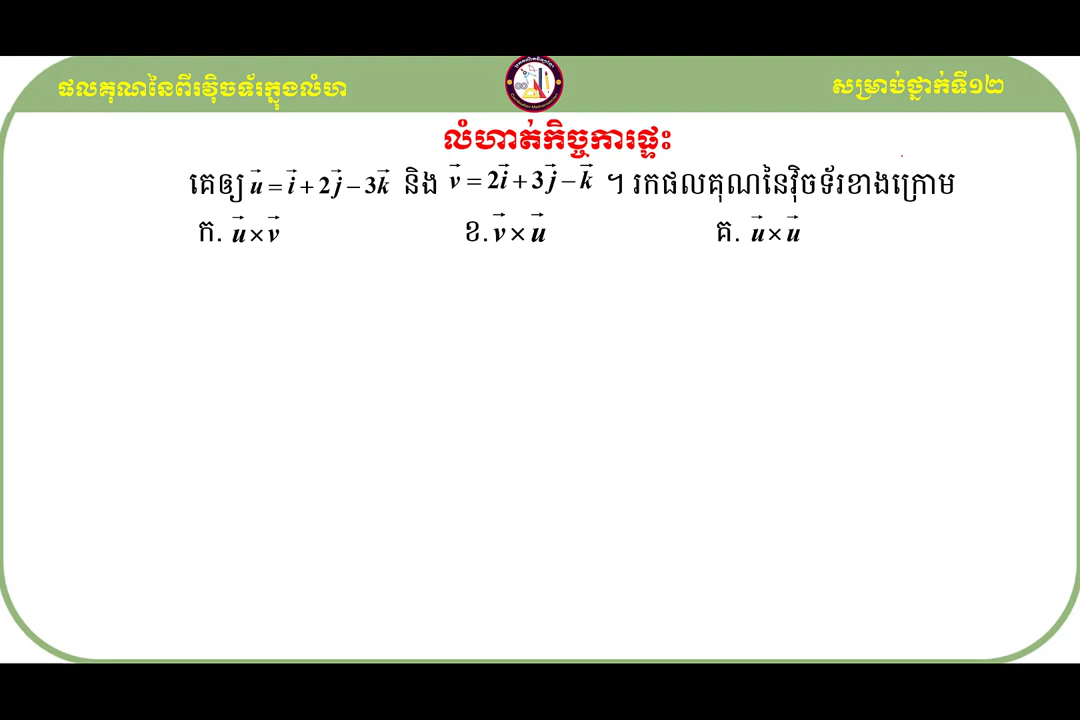 ផលគុណនៃពីរវ៉ិចទ័រក្នុងលំហ
សម្រាប់ថ្នាក់ទី១២
លំហាត់កិច្ចការផ្ទះ
គេឲ្យ u⃗ = i⃗ + 2j⃗ − 3k⃗ និង v⃗ = 2i⃗ + 3j⃗ − k⃗ ។ រកផលគុណនៃវ៉ិចទ័រខាងក្រោម
ក. u⃗ × v⃗ ខ. v⃗ × u⃗ គ. u⃗ × u⃗